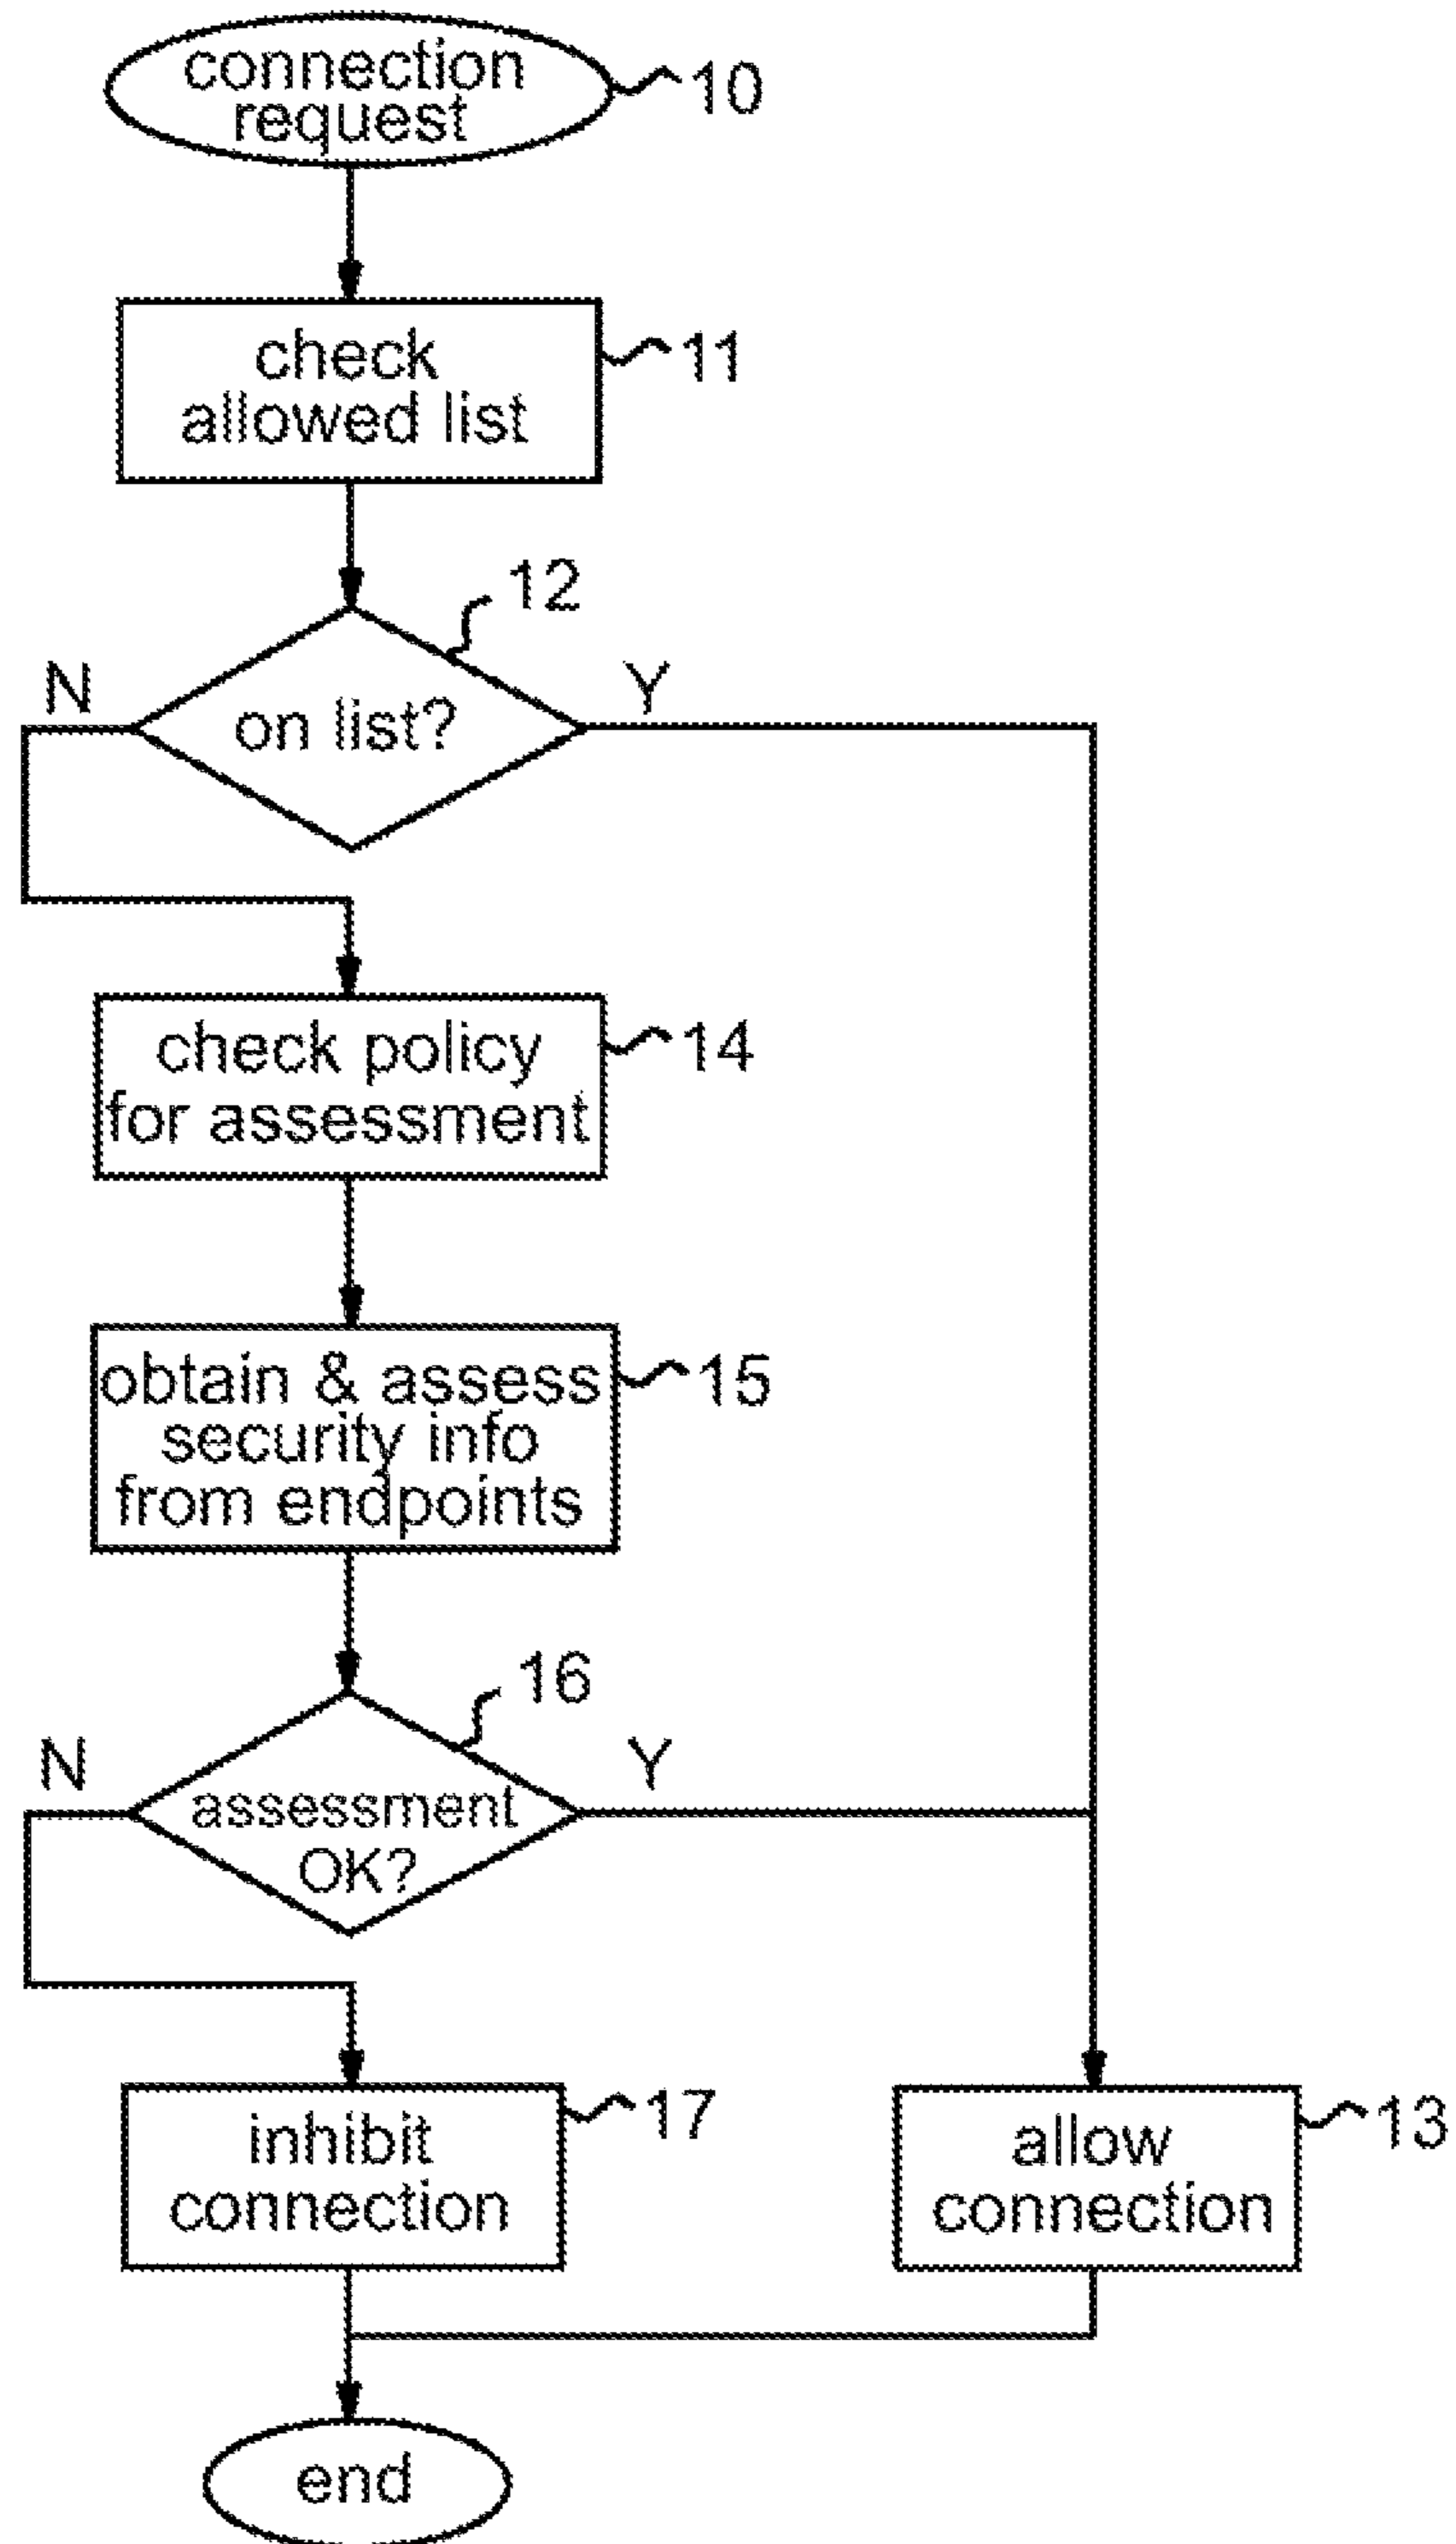 connection
request
10
check
allowed list
11
12
N
on list?
Y
check policy
for assessment
14
obtain & assess
security info
from endpoints
15
16
N
assessment
OK?
Y
inhibit
connection
17
allow
connection
13
end